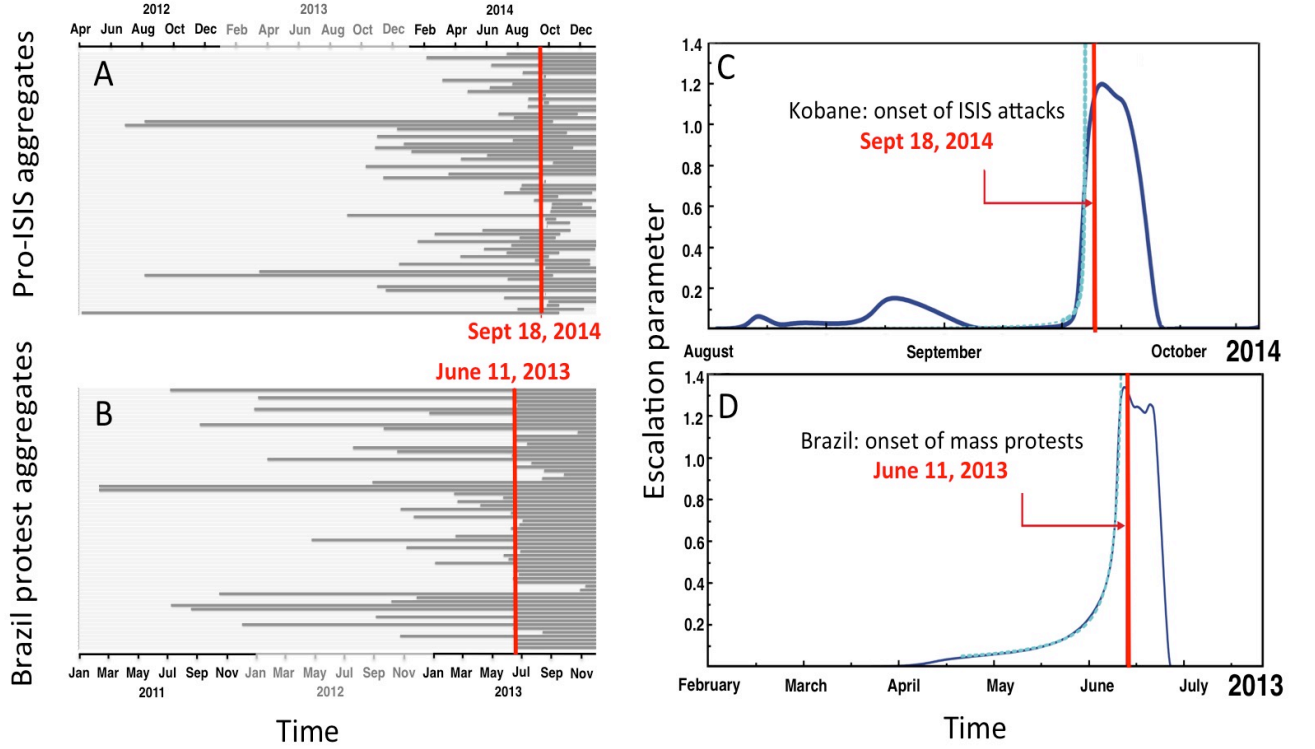 2012 2013 2014
Apr Jun Aug Oct Dec Feb Apr Jun Aug Oct Dec Feb Apr Jun Aug Oct Dec
A
Pro-ISIS aggregates
Sept 18, 2014
June 11, 2013
B
Brazil protest aggregates
Jan Mar May Jul Sep Nov Jan Mar May Jul Sep Nov Jan Mar May Jul Sep Nov
2011 2012 2013
Time
Escalation parameter
1.4
1.2
1.0
0.8
0.6
0.4
0.2
C
Kobane: onset of ISIS attacks
Sept 18, 2014
August September October 2014
1.4
1.2
1.0
0.8
0.6
0.4
0.2
D
Brazil: onset of mass protests
June 11, 2013
February March April May June July 2013
Time